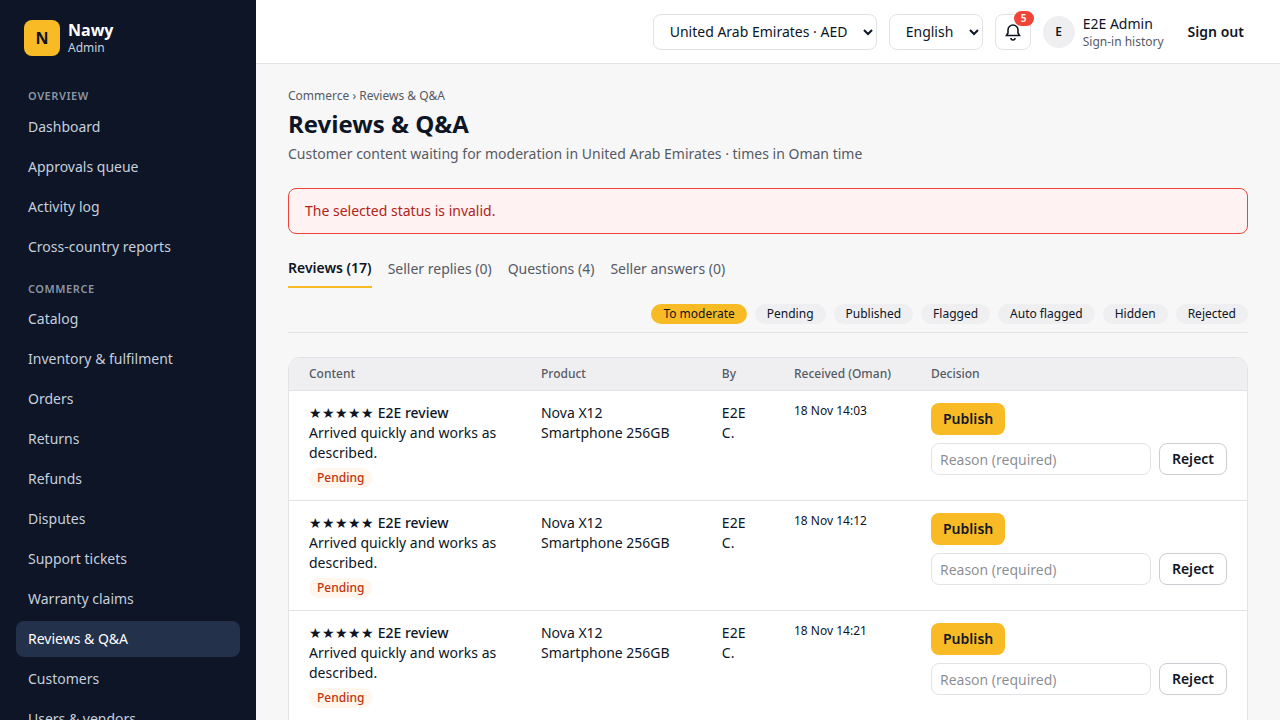 N
Nawy
Admin
OVERVIEW
Dashboard
Approvals queue
Activity log
Cross-country reports
COMMERCE
Catalog
Inventory & fulfilment
Orders
Returns
Refunds
Disputes
Support tickets
Warranty claims
Reviews & Q&A
Customers
Users & vendors
United Arab Emirates · AED
English
5
E
E2E Admin
Sign-in history
Sign out
Commerce › Reviews & Q&A
Reviews & Q&A
Customer content waiting for moderation in United Arab Emirates · times in Oman time
The selected status is invalid.
Reviews (17) Seller replies (0) Questions (4) Seller answers (0)
To moderate Pending Published Flagged Auto flagged Hidden Rejected
Content Product By Received (Oman) Decision
★★★★★ E2E review
Arrived quickly and works as
described.
Pending
Nova X12
Smartphone 256GB
E2E
C.
18 Nov 14:03
Publish
Reason (required) Reject
★★★★★ E2E review
Arrived quickly and works as
described.
Pending
Nova X12
Smartphone 256GB
E2E
C.
18 Nov 14:12
Publish
Reason (required) Reject
★★★★★ E2E review
Arrived quickly and works as
described.
Pending
Nova X12
Smartphone 256GB
E2E
C.
18 Nov 14:21
Publish
Reason (required) Reject